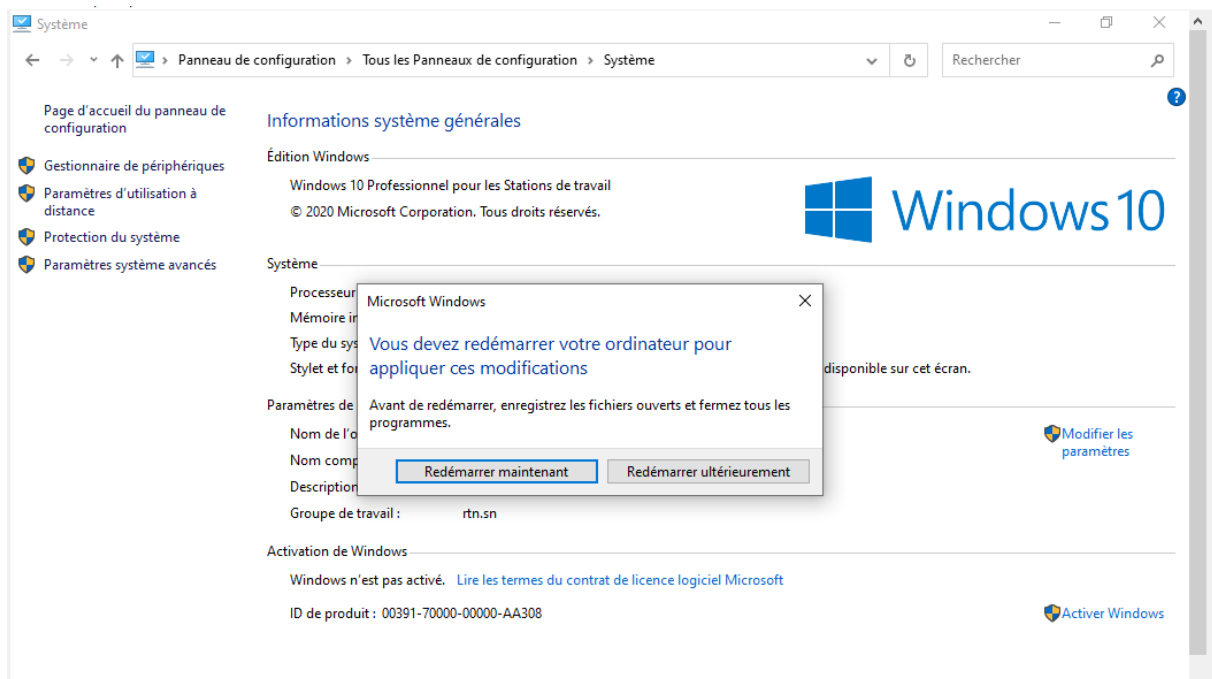 Système
Panneau de configuration › Tous les Panneaux de configuration › Système
Rechercher
Page d'accueil du panneau de
configuration
Gestionnaire de périphériques
Paramètres d'utilisation à
distance
Protection du système
Paramètres système avancés
Informations système générales
Édition Windows
Windows 10 Professionnel pour les Stations de travail
© 2020 Microsoft Corporation. Tous droits réservés.
Windows 10
Système
Processeur
Mémoire
Type du
Stylet et
disponible sur cet écran.
Microsoft Windows
Vous devez redémarrer votre ordinateur pour
appliquer ces modifications
Avant de redémarrer, enregistrez les fichiers ouverts et fermez tous les
programmes.
Redémarrer maintenant
Redémarrer ultérieurement
Paramètres de
Nom de
Nom
Description
Groupe de travail : rtn.sn
Modifier les
paramètres
Activation de Windows
Windows n'est pas activé. Lire les termes du contrat de licence logiciel Microsoft
ID de produit : 00391-70000-00000-AA308
Activer Windows